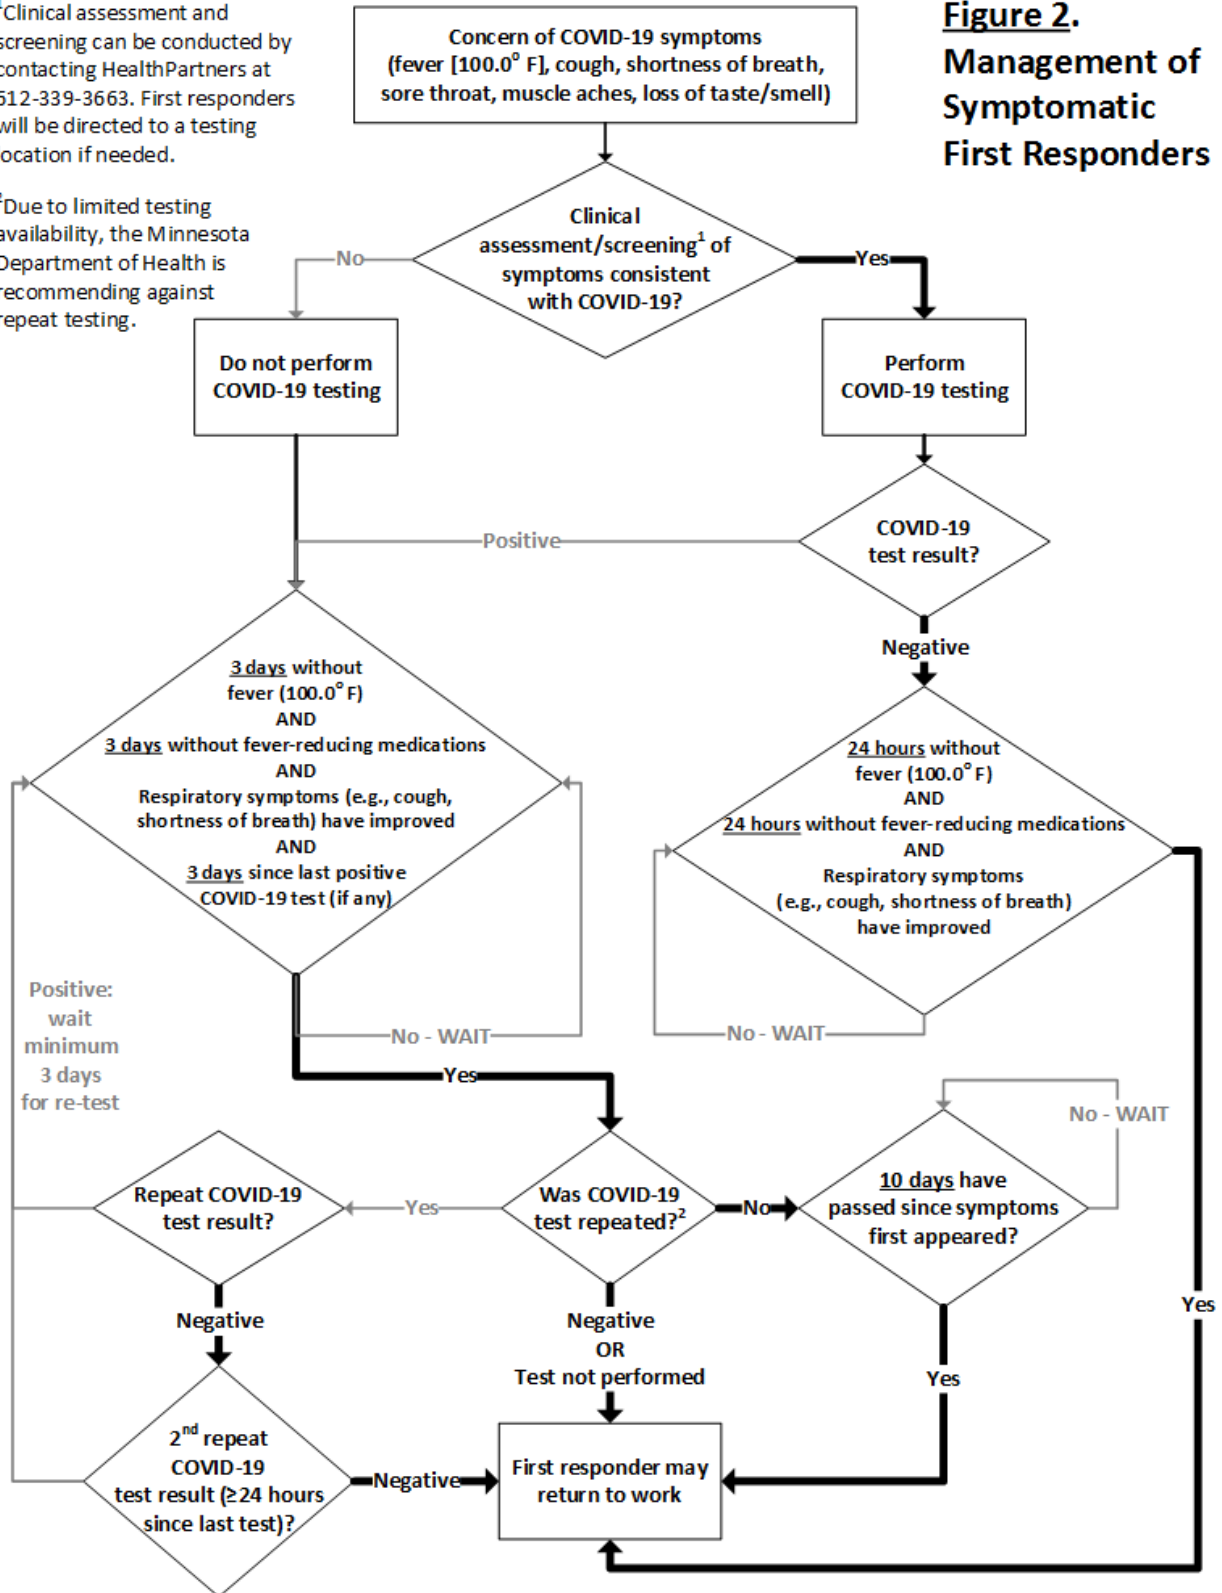 ¹Clinical assessment and
screening can be conducted by
contacting HealthPartners at
612-339-3663. First responders
will be directed to a testing
location if needed.
²Due to limited testing
availability, the Minnesota
Department of Health is
recommending against
repeat testing.
Figure 2.
Management of
Symptomatic
First Responders
Concern of COVID-19 symptoms
(fever [100.0° F], cough, shortness of breath,
sore throat, muscle aches, loss of taste/smell)
Clinical
assessment/screening¹ of
symptoms consistent
with COVID-19?
No
Yes
Do not perform
COVID-19 testing
Perform
COVID-19 testing
COVID-19
test result?
Positive
Negative
3 days without
fever (100.0° F)
AND
3 days without fever-reducing medications
AND
Respiratory symptoms (e.g., cough,
shortness of breath) have improved
AND
3 days since last positive
COVID-19 test (if any)
24 hours without
fever (100.0° F)
AND
24 hours without fever-reducing medications
AND
Respiratory symptoms
(e.g., cough, shortness of breath)
have improved
Positive:
wait
minimum
3 days
for re-test
No - WAIT
No - WAIT
Yes
No - WAIT
Repeat COVID-19
test result?
Yes
Was COVID-19
test repeated?²
No
10 days have
passed since symptoms
first appeared?
Negative
Negative
OR
Test not performed
Yes
Yes
2nd repeat
COVID-19
test result (≥24 hours
since last test)?
Negative
First responder may
return to work